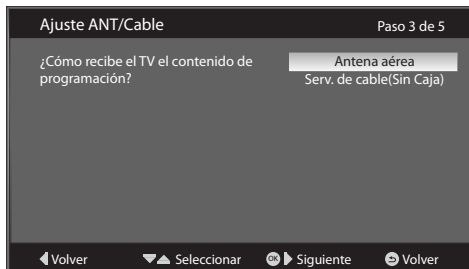 Ajuste ANT/Cable Paso 3 de 5
¿Cómo recibe el TV el contenido de programación?
Antena aérea
Serv. de cable(Sin Caja)
Volver Seleccionar OK Siguiente Volver